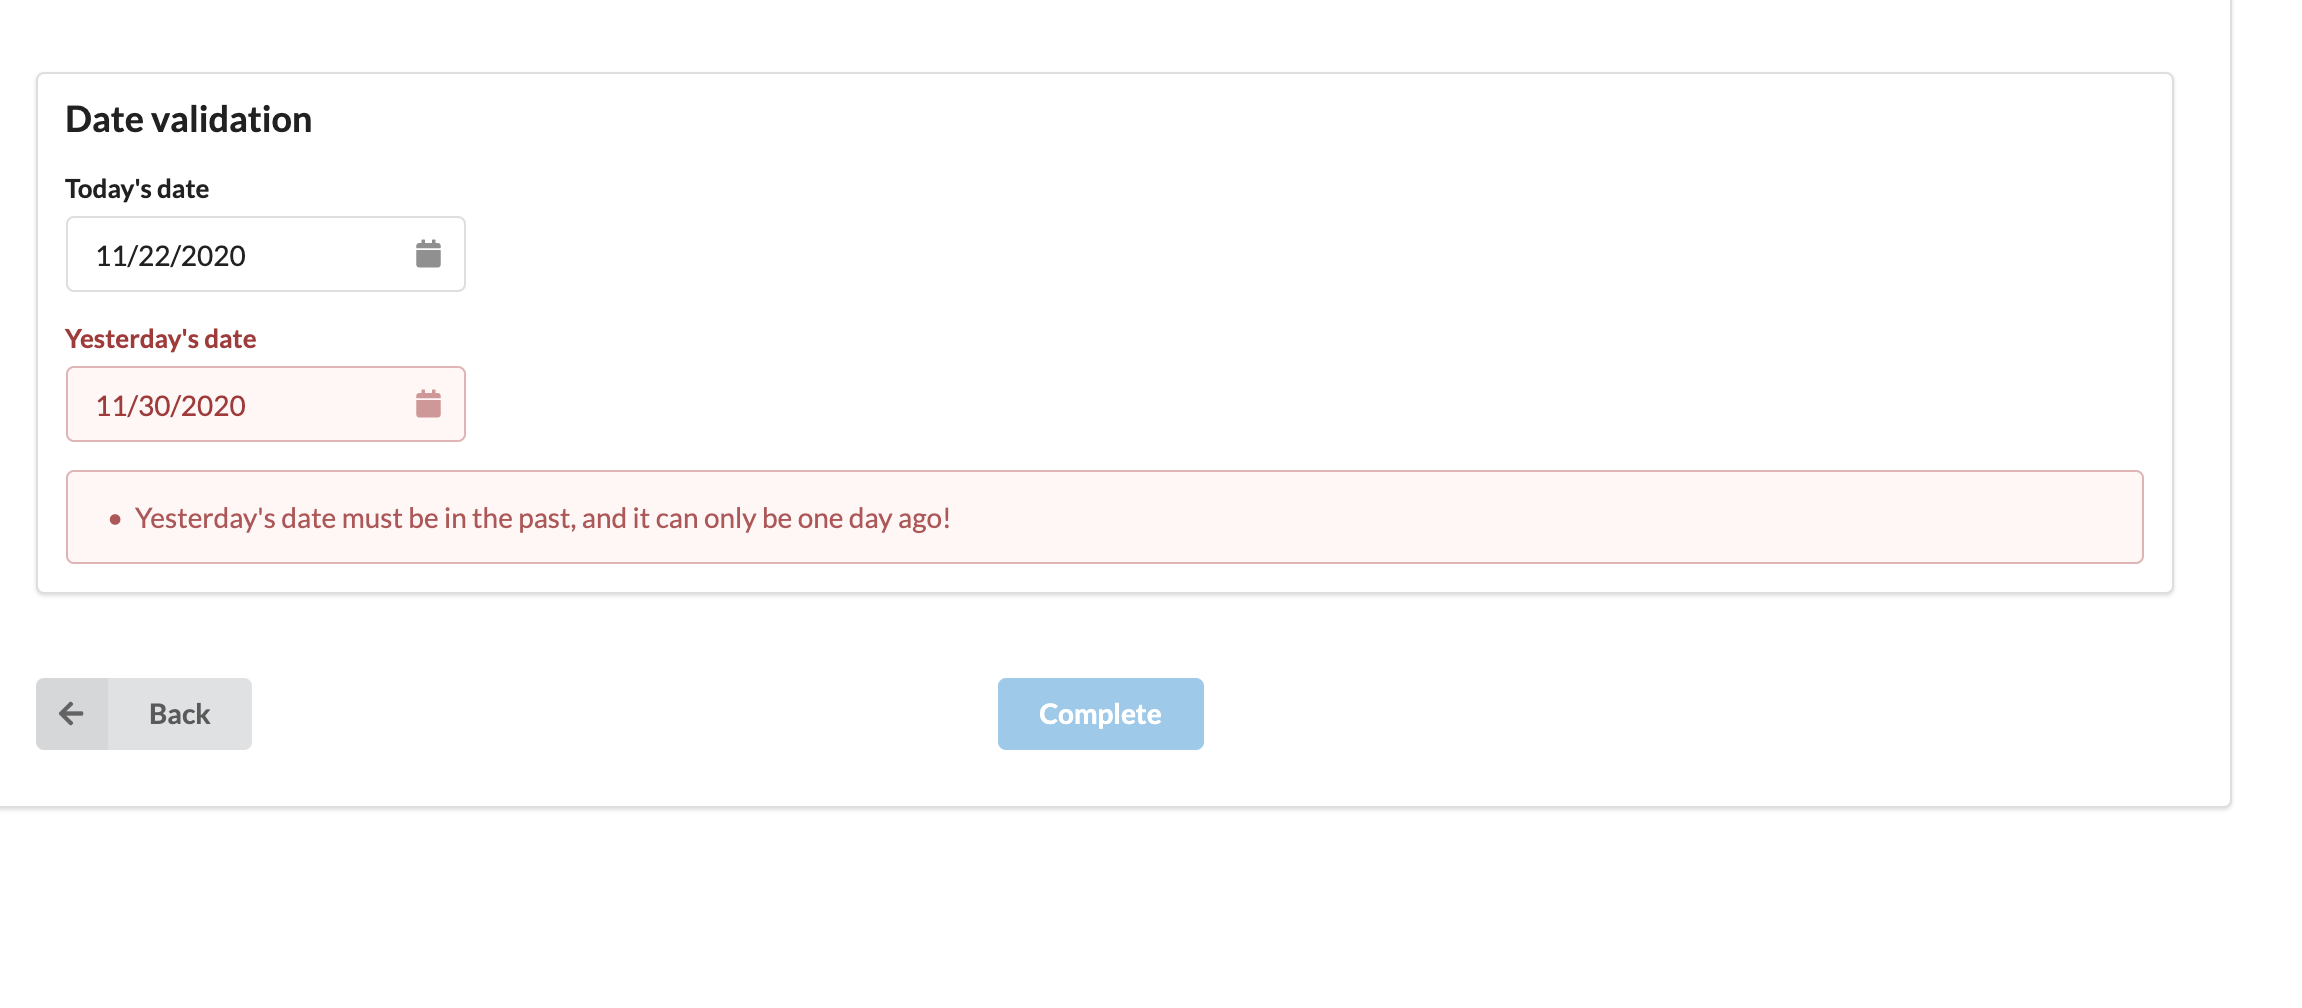 Date validation
Today's date
11/22/2020
Yesterday's date
11/30/2020
• Yesterday's date must be in the past, and it can only be one day ago!
Back
Complete